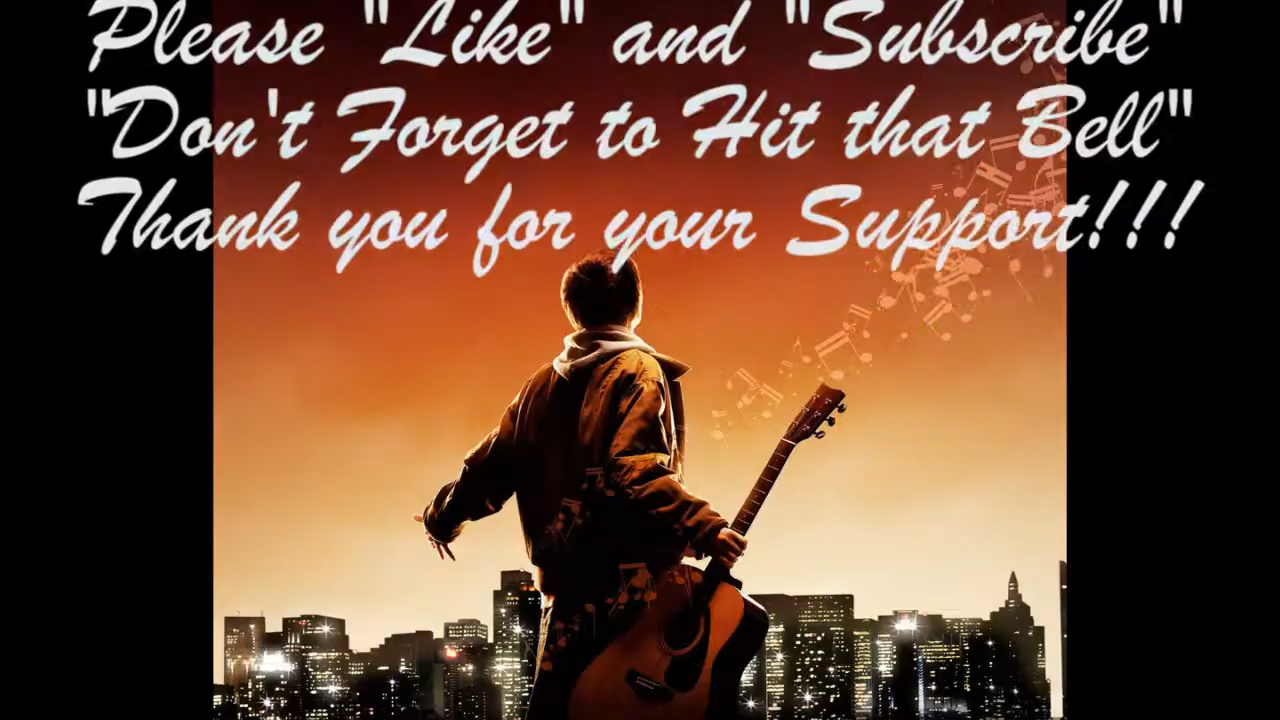 Please "Like" and "Subscribe"
"Don't Forget to Hit that Bell"
Thank you for your Support!!!